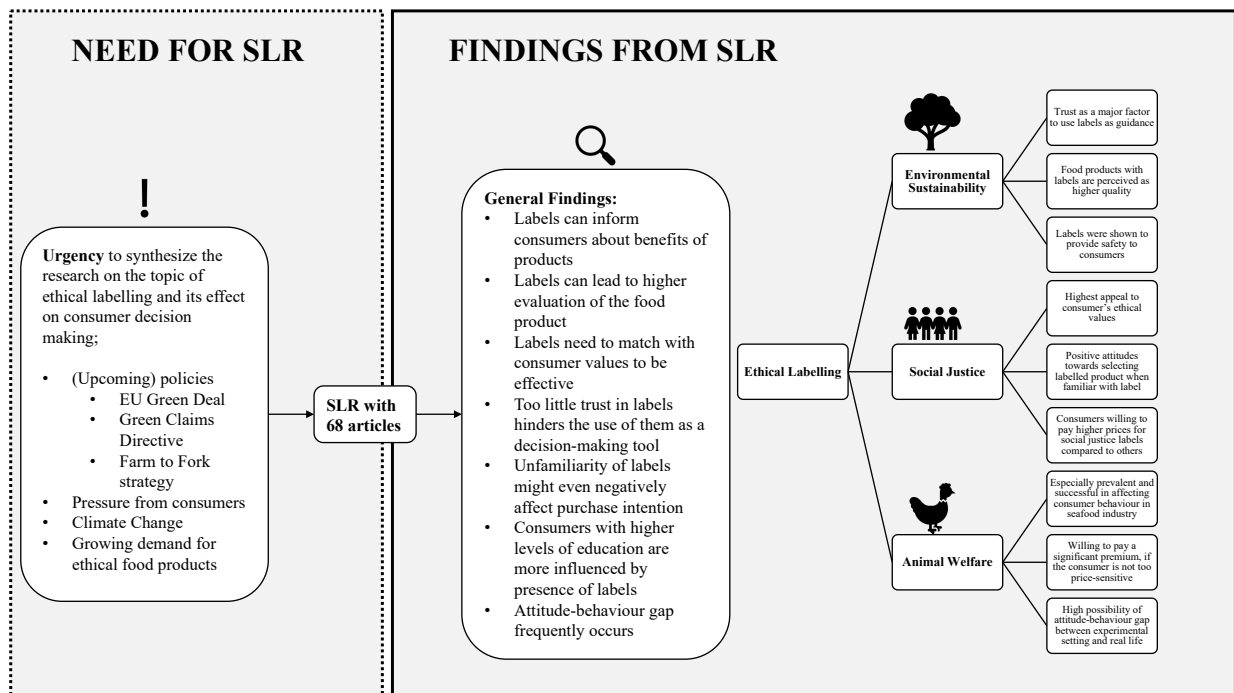 NEED FOR SLR
!
Urgency to synthesize the
research on the topic of
ethical labelling and its effect
on consumer decision
making;
• (Upcoming) policies
• EU Green Deal
• Green Claims
Directive
• Farm to Fork
strategy
• Pressure from consumers
• Climate Change
• Growing demand for
ethical food products
SLR with
68 articles
FINDINGS FROM SLR
General Findings:
• Labels can inform
consumers about benefits of
products
• Labels can lead to higher
evaluation of the food
product
• Labels need to match with
consumer values to be
effective
• Too little trust in labels
hinders the use of them as a
decision-making tool
• Unfamiliarity of labels
might even negatively
affect purchase intention
• Consumers with higher
levels of education are
more influenced by
presence of labels
• Attitude-behaviour gap
frequently occurs
Ethical Labelling
Environmental
Sustainability
Trust as a major factor
to use labels as guidance
Food products with
labels are perceived as
higher quality
Labels were shown to
provide safety to
consumers
Social Justice
Highest appeal to
consumer's ethical
values
Positive attitudes
towards selecting
labelled product when
familiar with label
Consumers willing to
pay higher prices for
social justice labels
compared to others
Animal Welfare
Especially prevalent and
successful in affecting
consumer behaviour in
seafood industry
Willing to pay a
significant premium, if
the consumer is not too
price-sensitive
High possibility of
attitude-behaviour gap
between experimental
setting and real life